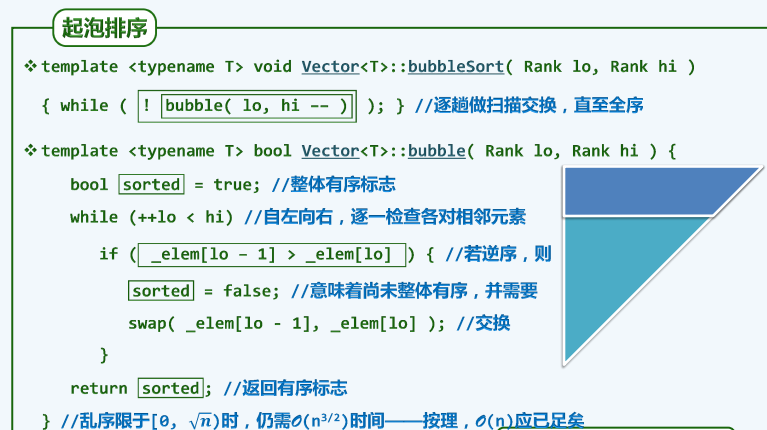 起泡排序
❖template <typename T> void Vector<T>::bubbleSort( Rank lo, Rank hi )
{ while ( ! bubble( lo, hi -- ) ); } //逐趟做扫描交换，直至全序
❖template <typename T> bool Vector<T>::bubble( Rank lo, Rank hi ) {
bool sorted = true; //整体有序标志
while (++lo < hi) //自左向右，逐一检查各对相邻元素
if ( _elem[lo – 1] > _elem[lo] ) { //若逆序，则
sorted = false; //意味着尚未整体有序，并需要
swap( _elem[lo - 1], _elem[lo] ); //交换
}
return sorted; //返回有序标志
} //乱序限于[0, √n)时，仍需𝒪(n³ᐟ²)时间——按理，𝒪(n)应已足矣